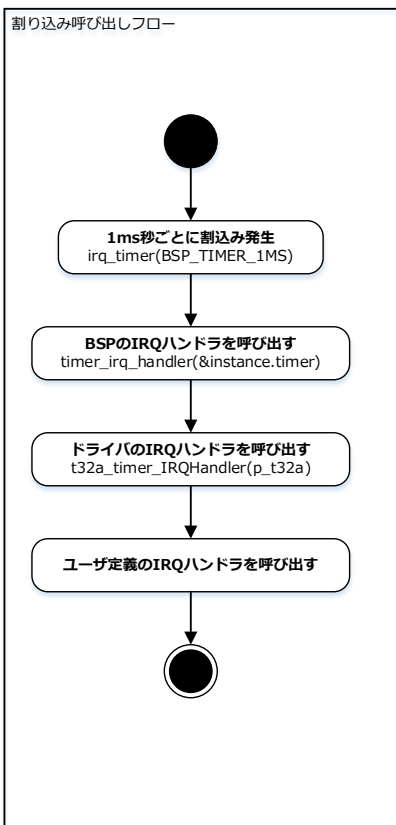 割り込み呼び出しフロー
1ms秒ごとに割込み発生
irq_timer(BSP_TIMER_1MS)
BSPのIRQハンドラを呼び出す
timer_irq_handler(&instance.timer)
ドライバのIRQハンドラを呼び出す
t32a_timer_IRQHandler(p_t32a)
ユーザ定義のIRQハンドラを呼び出す